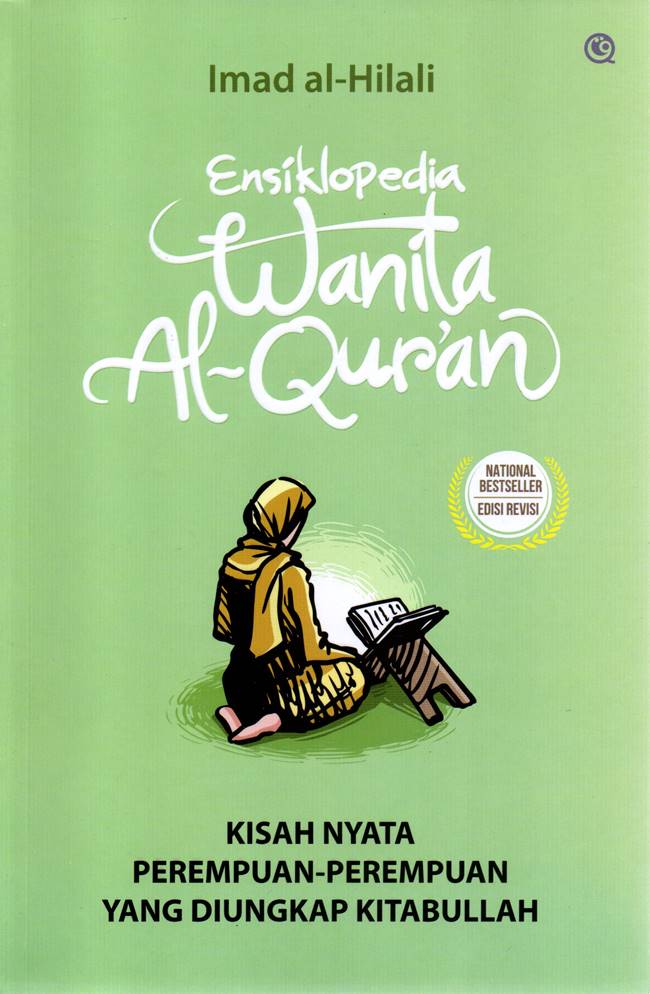 Imad al-Hilali
Ensiklopedia
Wanita
Al-Qur'an
NATIONAL
BESTSELLER
EDISI REVISI
KISAH NYATA
PEREMPUAN-PEREMPUAN
YANG DIUNGKAP KITABULLAH